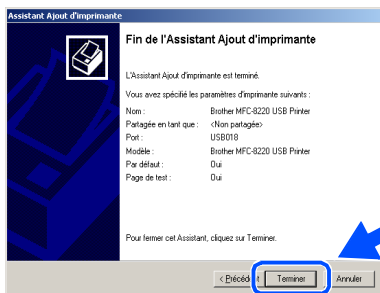 Assistant Ajout d'imprimante
Fin de l'Assistant Ajout d'imprimante
L'Assistant Ajout d'imprimante est terminé.
Vous avez spécifié les paramètres d'imprimante suivants :
Nom : Brother MFC-8220 USB Printer
Partagée en tant que : <Non partagée>
Port : USB018
Modèle : Brother MFC-8220 USB Printer
Par défaut : Oui
Page de test : Oui
Pour fermer cet Assistant, cliquez sur Terminer.
< Précédent Terminer Annuler